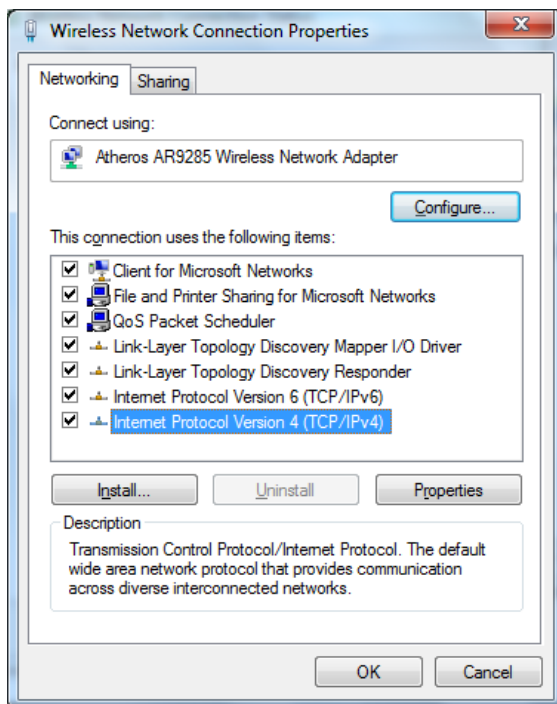 Wireless Network Connection Properties
Networking
Sharing
Connect using:
Atheros AR9285 Wireless Network Adapter
Configure...
This connection uses the following items:
Client for Microsoft Networks
File and Printer Sharing for Microsoft Networks
QoS Packet Scheduler
Link-Layer Topology Discovery Mapper I/O Driver
Link-Layer Topology Discovery Responder
Internet Protocol Version 6 (TCP/IPv6)
Internet Protocol Version 4 (TCP/IPv4)
Install...
Uninstall
Properties
Description
Transmission Control Protocol/Internet Protocol. The default
wide area network protocol that provides communication
across diverse interconnected networks.
OK
Cancel